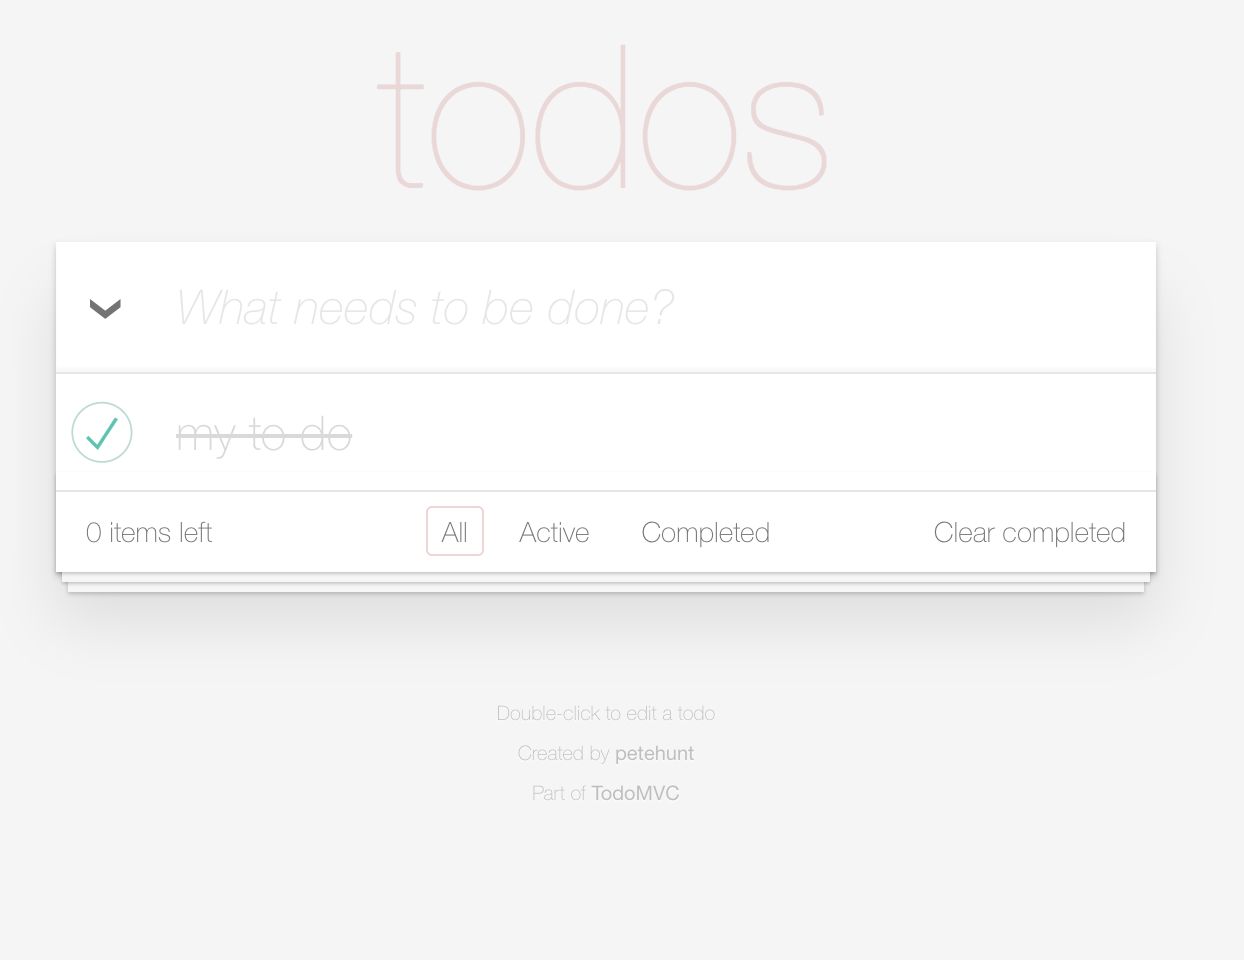 todos
What needs to be done?
my to do
0 items left All Active Completed Clear completed
Double-click to edit a todo
Created by petehunt
Part of TodoMVC